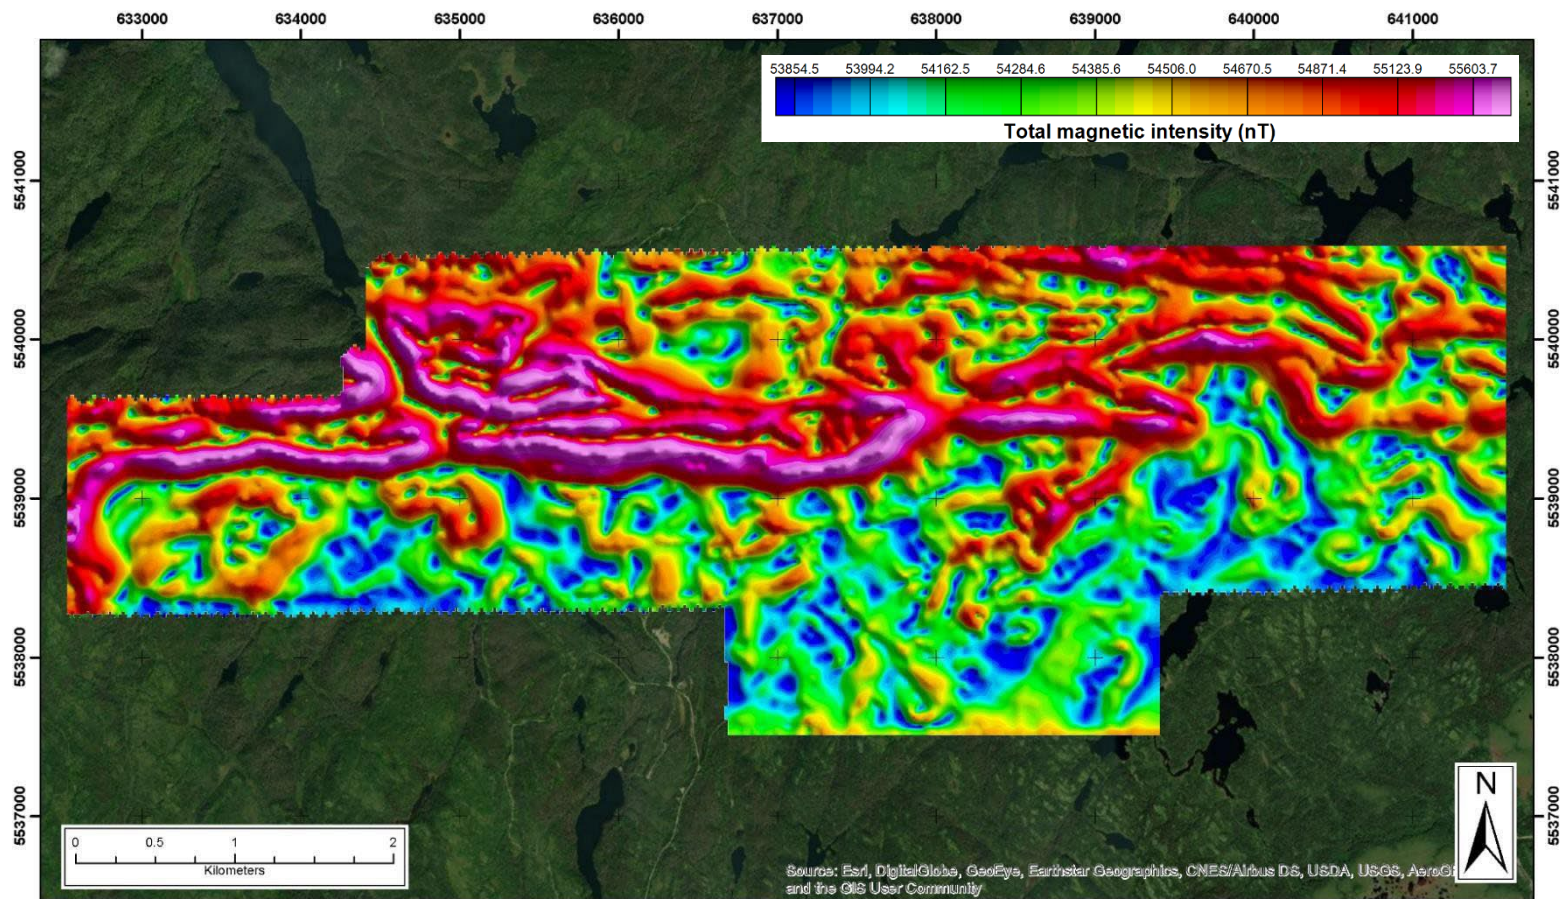 633000 634000 635000 636000 637000 638000 639000 640000 641000
53854.5 53994.2 54162.5 54284.6 54385.6 54506.0 54670.5 54871.4 55123.9 55603.7
Total magnetic intensity (nT)
5541000 5541000
5540000 5540000
5539000 5539000
5538000 5538000
5537000 5537000
N
0 0.5 1 2
Kilometers
Source: Esri, DigitalGlobe, GeoEye, Earthstar Geographics, CNES/Airbus DS, USDA, USGS, AeroG
and the GIS User Community